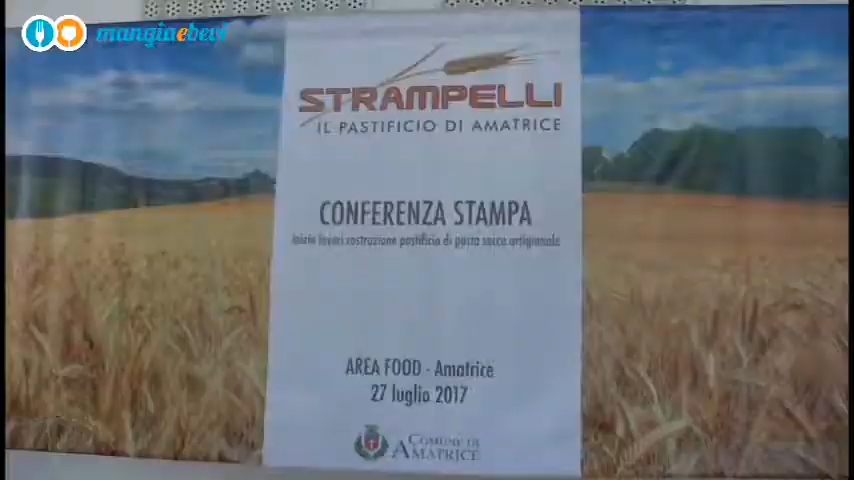 mangiaebevi
STRAMPELLI
IL PASTIFICIO DI AMATRICE
CONFERENZA STAMPA
inizio lavori costruzione pastificio di pasta secca artigianale
AREA FOOD - Amatrice
27 luglio 2017
COMUNE DI
AMATRICE